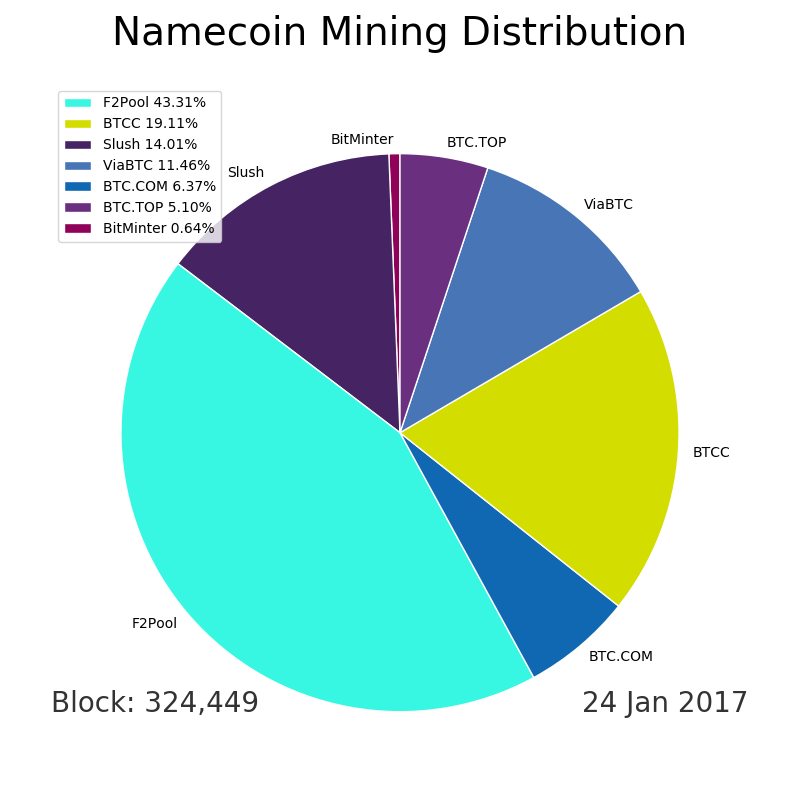 Namecoin Mining Distribution
F2Pool 43.31%
BTCC 19.11%
Slush 14.01%
ViaBTC 11.46%
BTC.COM 6.37%
BTC.TOP 5.10%
BitMinter 0.64%
BitMinter
BTC.TOP
Slush
ViaBTC
BTCC
F2Pool
BTC.COM
Block: 324,449
24 Jan 2017